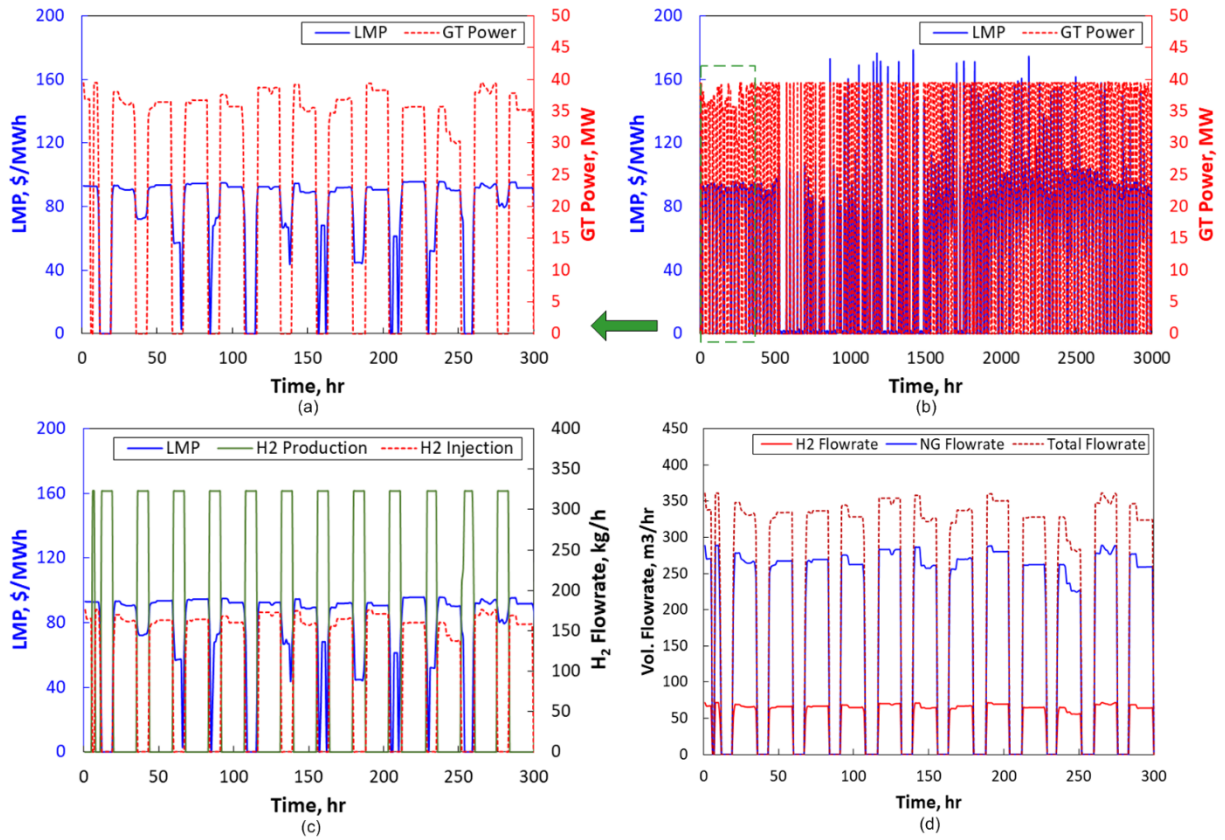 LMP GT Power
LMP, $/MWh
200
160
120
80
40
0
50
45
40
35
30
25
20
15
10
5
0
GT Power, MW
0 50 100 150 200 250 300
Time, hr
(a)
LMP GT Power
LMP, $/MWh
200
160
120
80
40
0
50
45
40
35
30
25
20
15
10
5
0
GT Power, MW
0 500 1000 1500 2000 2500 3000
Time, hr
(b)
LMP H2 Production H2 Injection
LMP, $/MWh
200
160
120
80
40
0
400
350
300
250
200
150
100
50
0
H₂ Flowrate, kg/h
0 50 100 150 200 250 300
Time, hr
(c)
H2 Flowrate NG Flowrate Total Flowrate
Vol. Flowrate, m3/hr
450
400
350
300
250
200
150
100
50
0
0 50 100 150 200 250 300
Time, hr
(d)